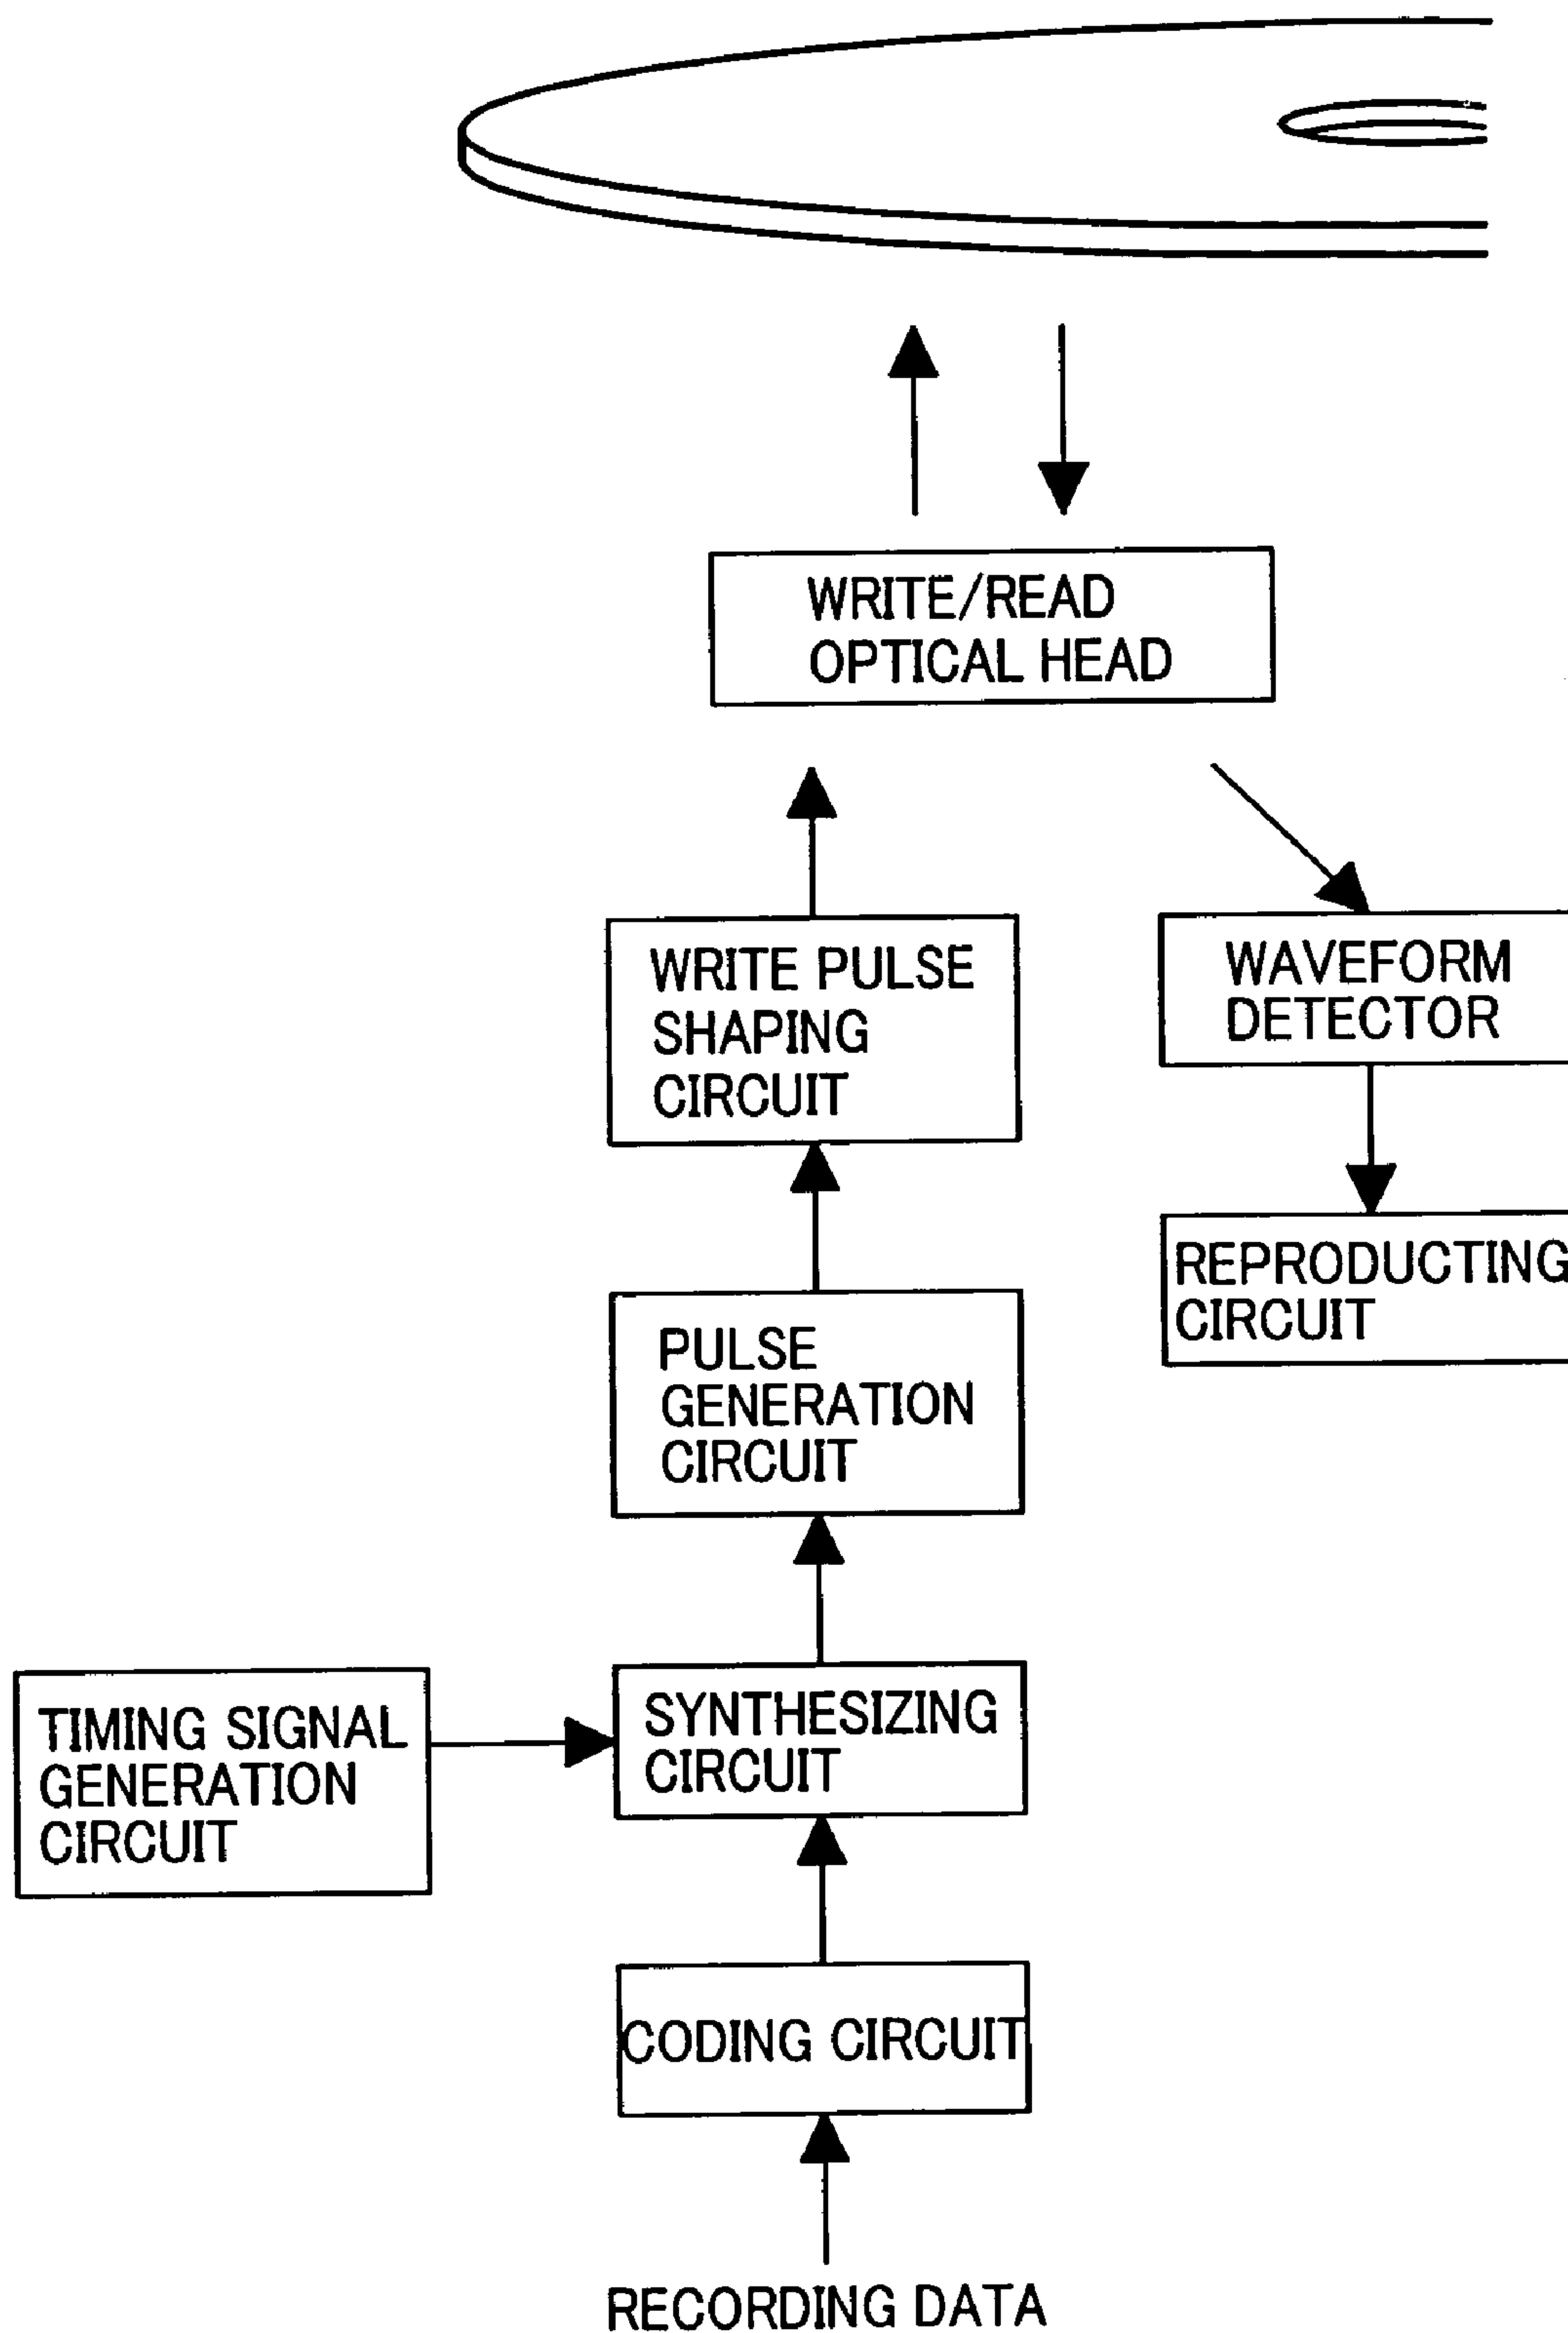 WRITE/READ
OPTICAL HEAD
WRITE PULSE
SHAPING
CIRCUIT
WAVEFORM
DETECTOR
REPRODUCTING
CIRCUIT
PULSE
GENERATION
CIRCUIT
TIMING SIGNAL
GENERATION
CIRCUIT
SYNTHESIZING
CIRCUIT
CODING CIRCUIT
RECORDING DATA